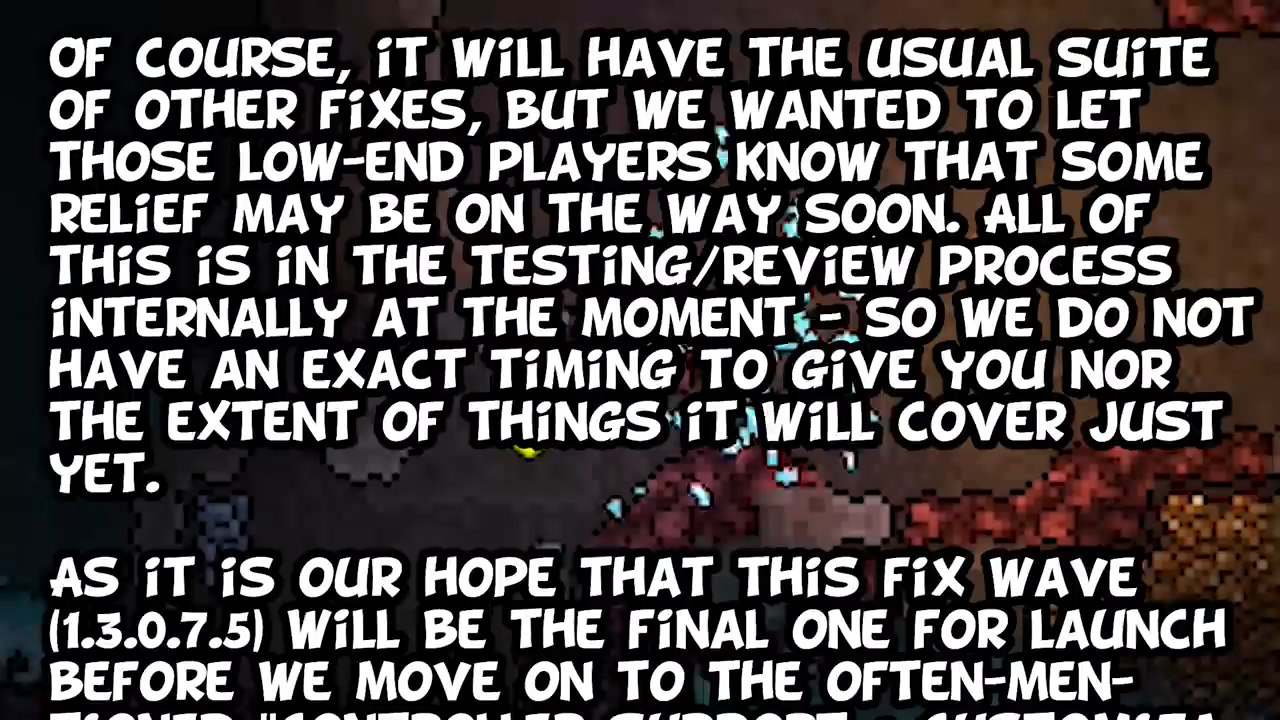 OF COURSE, iT WiLL HAVE THE USUAL SUiTE
OF OTHER FiXES, BUT WE WANTED TO LET
THOSE LOW-END PLAYERS KNOW THAT SOME
RELiEF MAY BE ON THE WAY SOON. ALL OF
THiS iS iN THE TESTiNG/REViEW PROCESS
iNTERNALLY AT THE MOMENT - SO WE DO NOT
HAVE AN EXACT TiMiNG TO GiVE YOU NOR
THE EXTENT OF THiNGS iT WiLL COVER JUST
YET.
AS iT iS OUR HOPE THAT THiS FiX WAVE
(1.3.0.7.5) WiLL BE THE FiNAL ONE FOR LAUNCH
BEFORE WE MOVE ON TO THE OFTEN-MEN-
TiONED "CONTROLLER SUPPORT